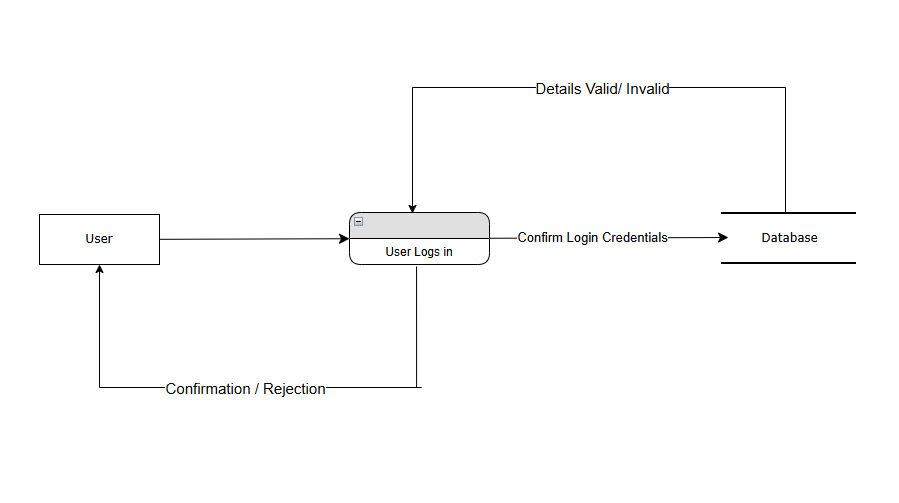 Details Valid/ Invalid
User
User Logs in
Confirm Login Credentials
Database
Confirmation / Rejection